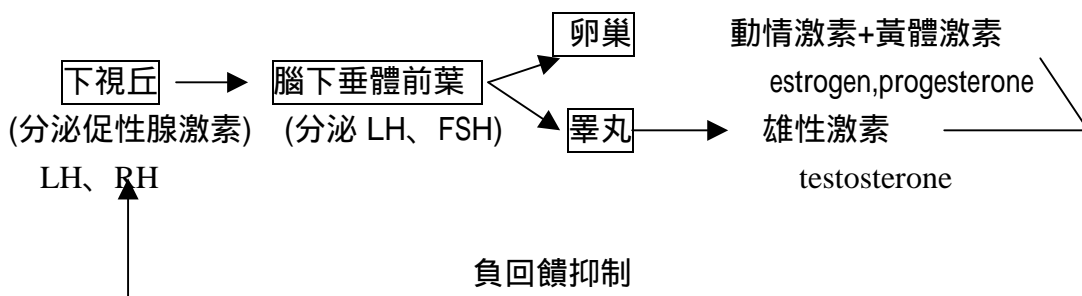 卵巢 動情激素+黃體激素
下視丘 腦下垂體前葉 estrogen,progesterone
(分泌促性腺激素) (分泌 LH、FSH) 睪丸 雄性激素
LH、RH testosterone
負回饋抑制